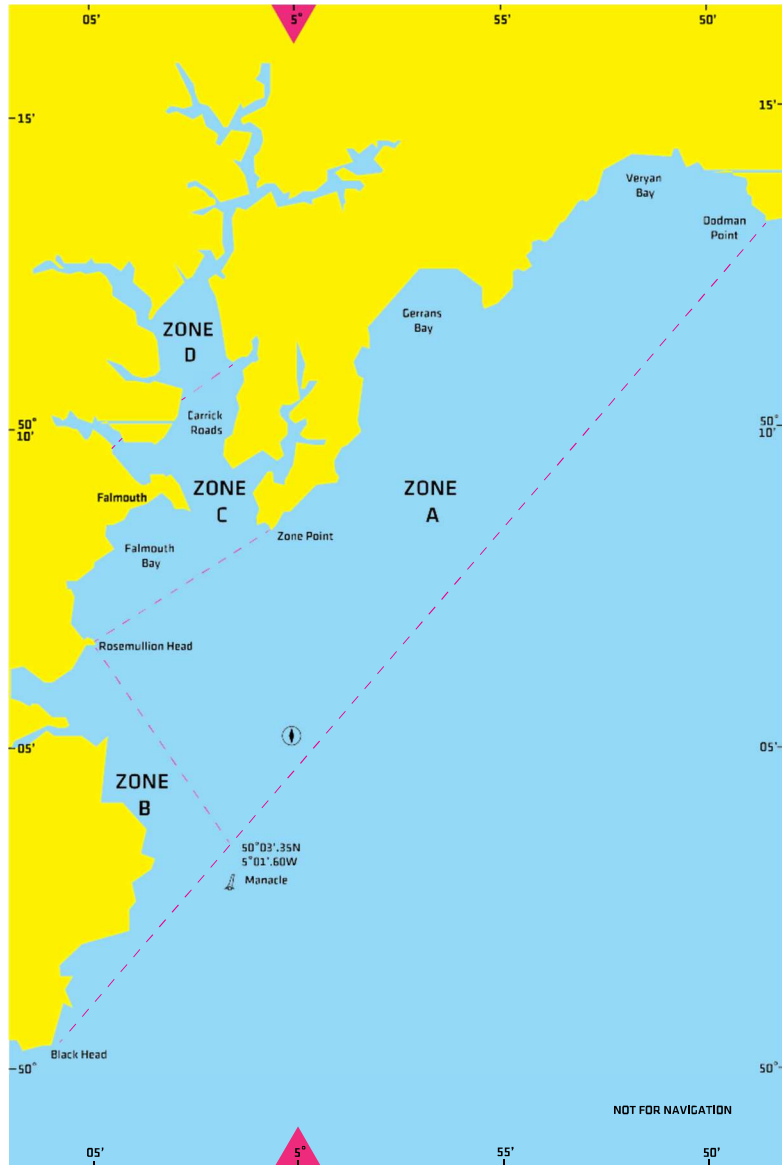 05'
5°
55'
50'
15'
15'
Veryan
Bay
Dodman
Point
Gerrans
Bay
ZONE
D
Carrick
Roads
50°
10'
50°
10'
ZONE
C
ZONE
A
Falmouth
Zone Point
Falmouth
Bay
Rosemullion Head
05'
05'
ZONE
B
50°03'.35N
5°01'.60W
Manacle
Black Head
50°
50°
NOT FOR NAVIGATION
05'
5°
55'
50'